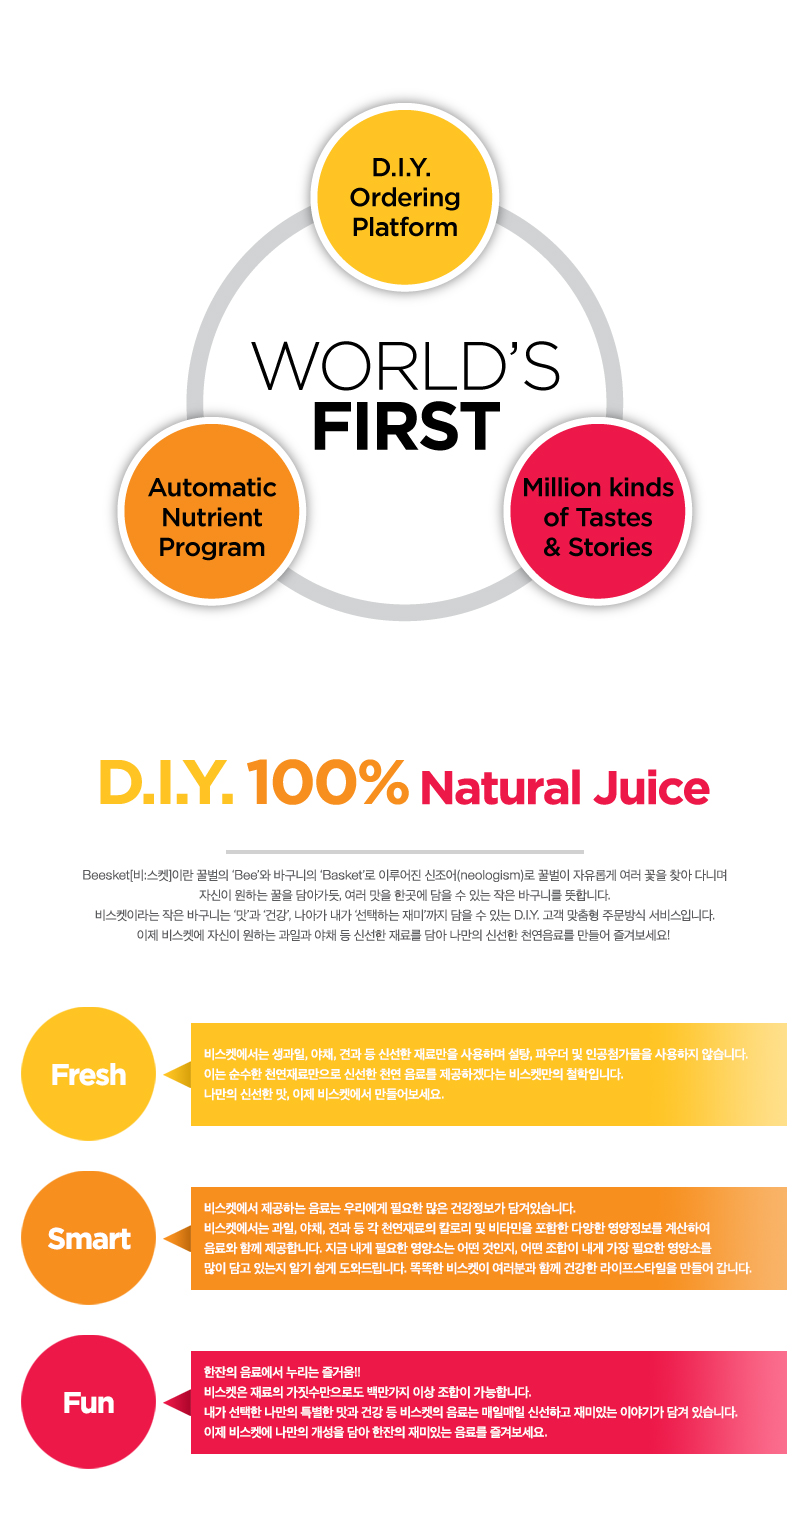 D.I.Y.
Ordering
Platform
WORLD'S
FIRST
Automatic
Nutrient
Program
Million kinds
of Tastes
& Stories
D.I.Y. 100% Natural Juice
Beesket[비:스켓]이란 꿀벌의 ‘Bee’와 바구니의 ‘Basket’로 이루어진 신조어(neologism)로 꿀벌이 자유롭게 여러 꽃을 찾아 다니며
자신이 원하는 꿀을 담아가듯, 여러 맛을 한곳에 담을 수 있는 작은 바구니를 뜻합니다.
비스켓이라는 작은 바구니는 ‘맛’과 ‘건강’, 나아가 내가 ‘선택하는 재미’까지 담을 수 있는 D.I.Y. 고객 맞춤형 주문방식 서비스입니다.
이제 비스켓에 자신이 원하는 과일과 야채 등 신선한 재료를 담아 나만의 신선한 천연음료를 만들어 즐겨보세요!
Fresh
비스켓에서는 생과일, 야채, 견과 등 신선한 재료만을 사용하며 설탕, 파우더 및 인공첨가물을 사용하지 않습니다.
이는 순수한 천연재료만으로 신선한 천연 음료를 제공하겠다는 비스켓만의 철학입니다.
나만의 신선한 맛, 이제 비스켓에서 만들어보세요.
Smart
비스켓에서 제공하는 음료는 우리에게 필요한 많은 건강정보가 담겨있습니다.
비스켓에서는 과일, 야채, 견과 등 각 천연재료의 칼로리 및 비타민을 포함한 다양한 영양정보를 계산하여
음료와 함께 제공합니다. 지금 내게 필요한 영양소는 어떤 것인지, 어떤 조합이 내게 가장 필요한 영양소를
많이 담고 있는지 알기 쉽게 도와드립니다. 똑똑한 비스켓이 여러분과 함께 건강한 라이프스타일을 만들어 갑니다.
Fun
한잔의 음료에서 누리는 즐거움!!
비스켓은 재료의 가짓수만으로도 백만가지 이상 조합이 가능합니다.
내가 선택한 나만의 특별한 맛과 건강 등 비스켓의 음료는 매일매일 신선하고 재미있는 이야기가 담겨 있습니다.
이제 비스켓에 나만의 개성을 담아 한잔의 재미있는 음료를 즐겨보세요.